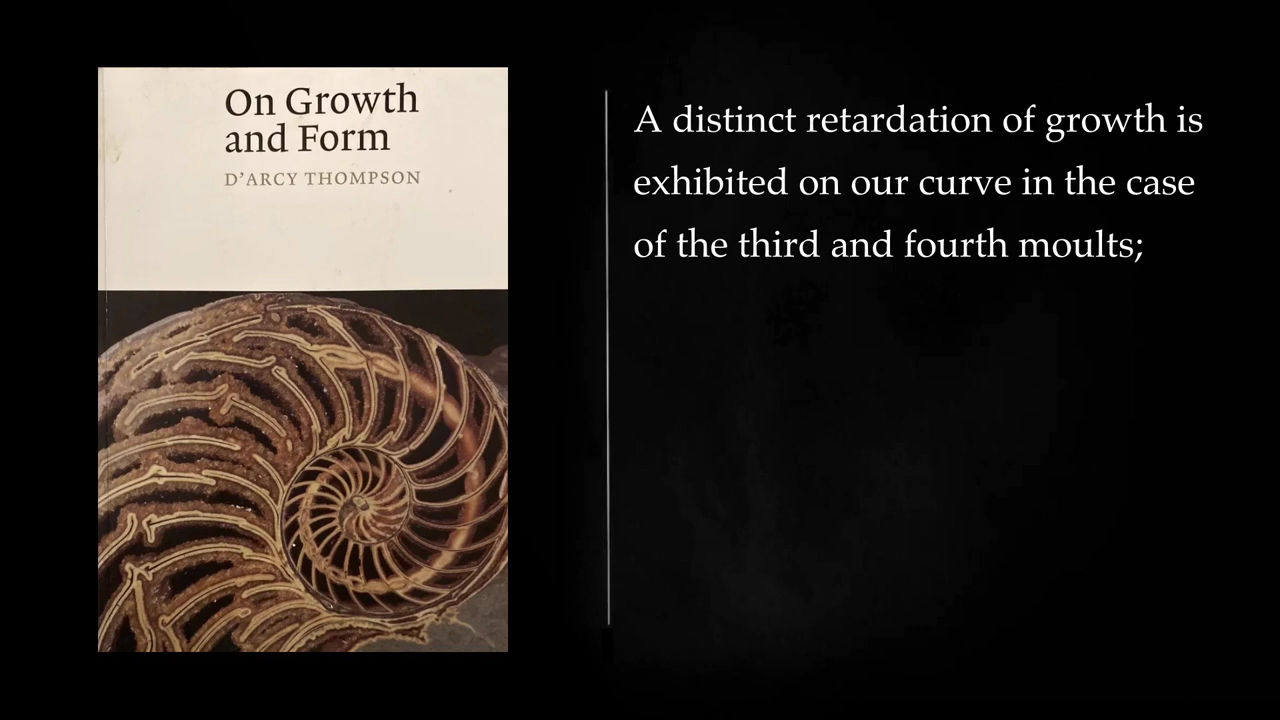 On Growth
and Form
D'ARCY THOMPSON
A distinct retardation of growth is
exhibited on our curve in the case
of the third and fourth moults;